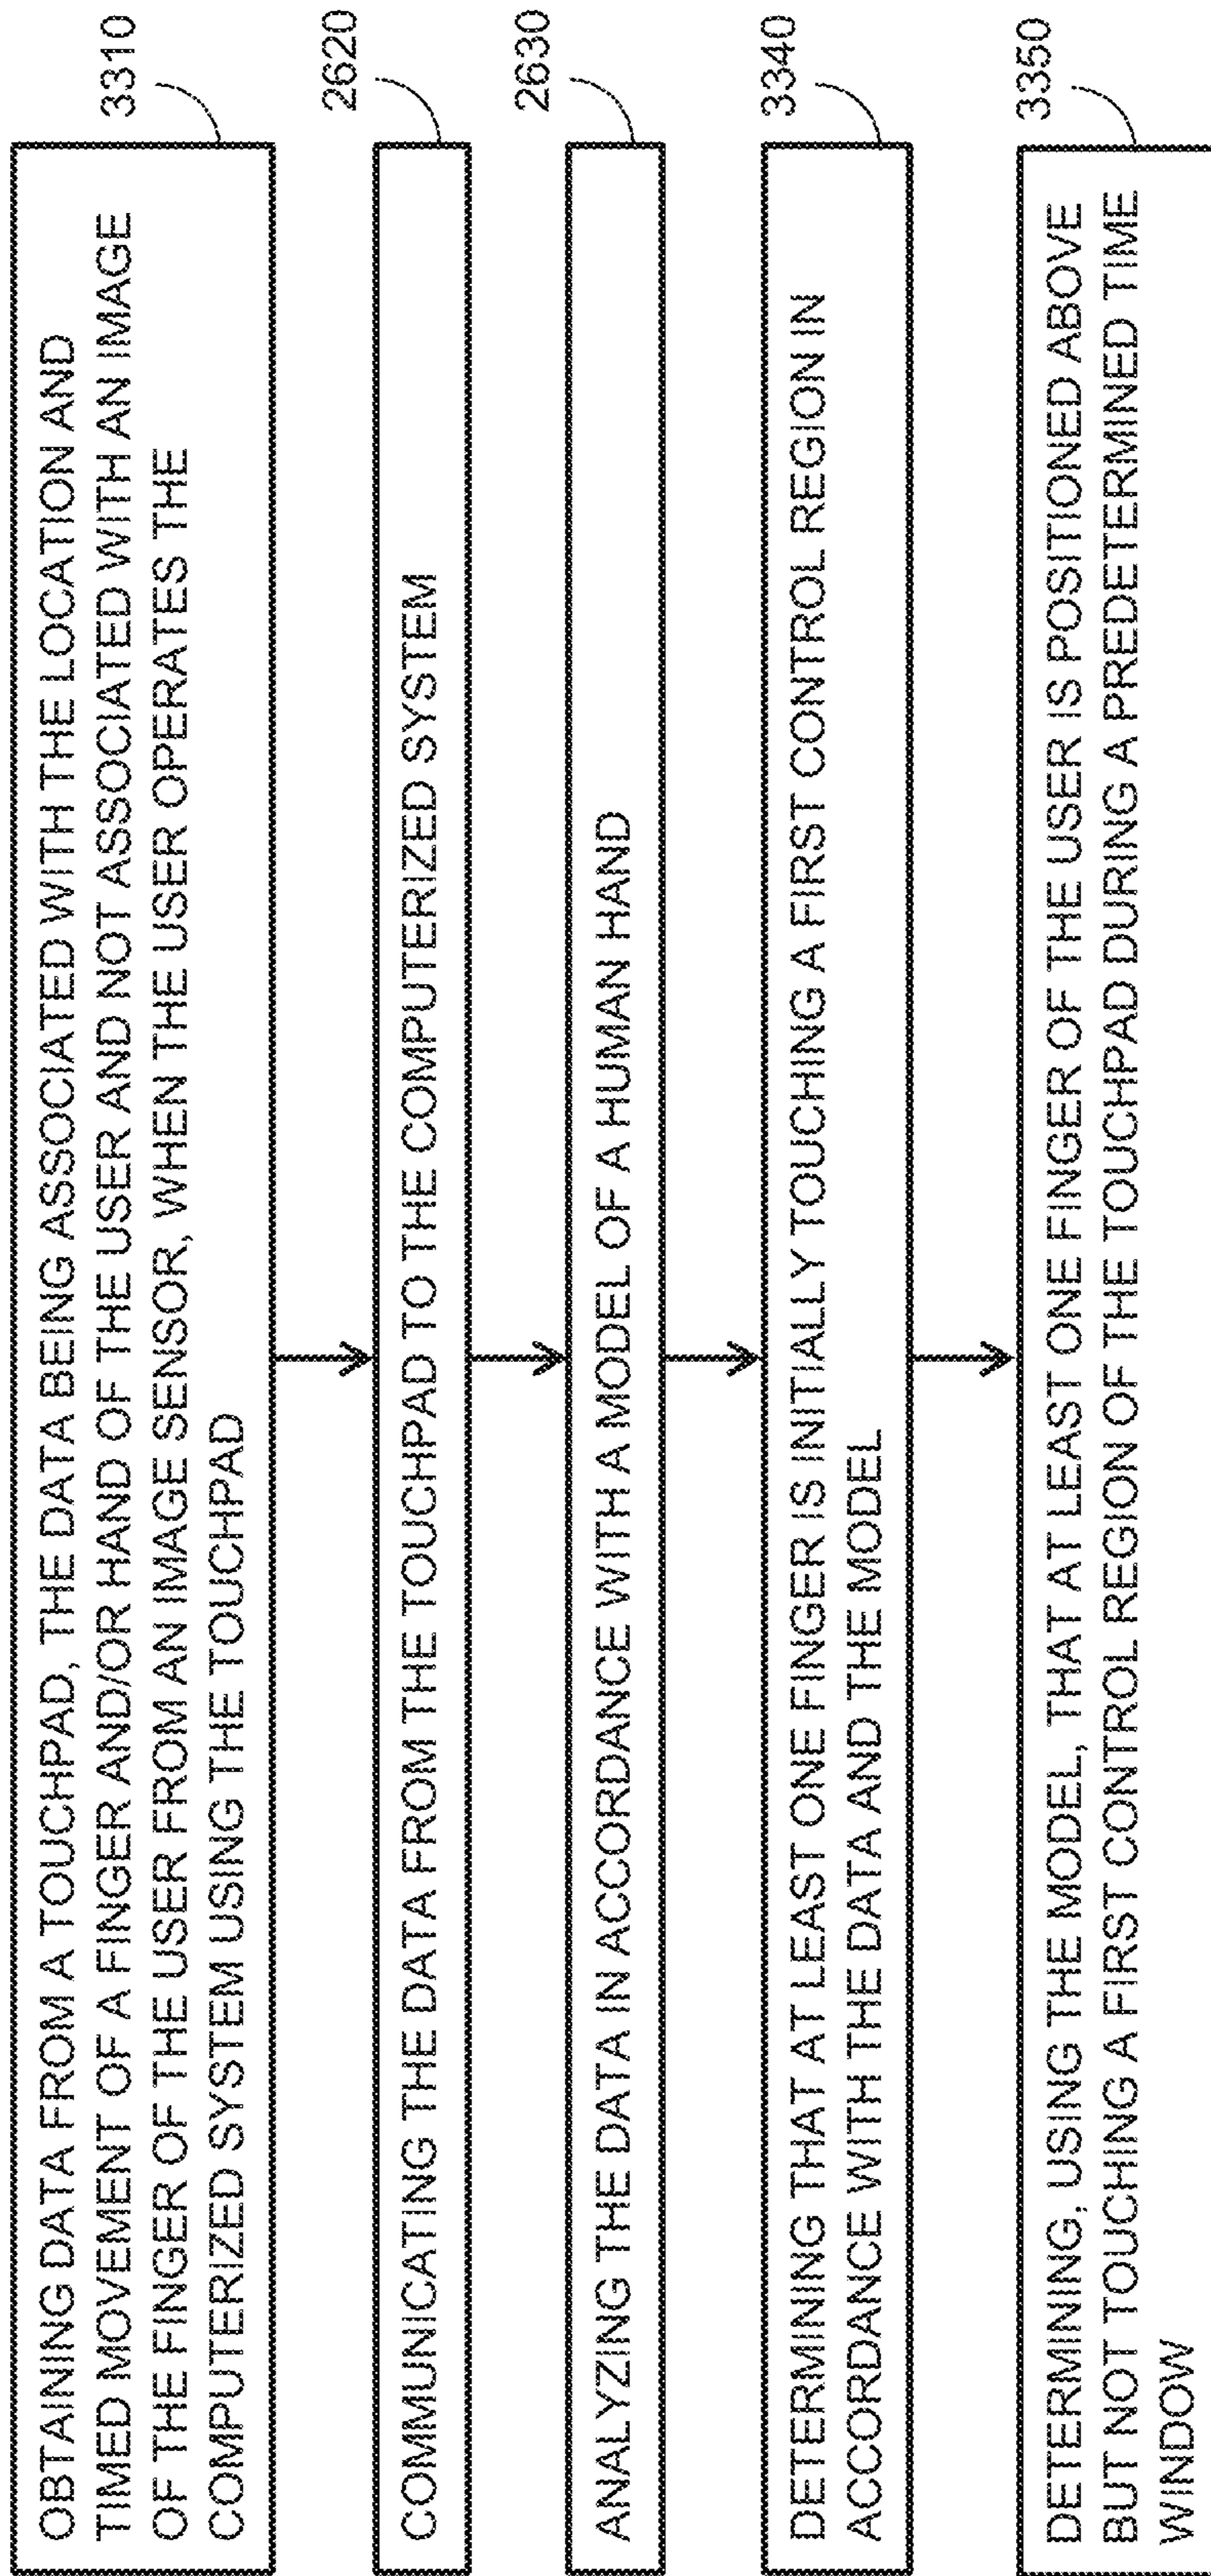 3310
OBTAINING DATA FROM A TOUCHPAD, THE DATA BEING ASSOCIATED WITH THE LOCATION AND
TIMED MOVEMENT OF A FINGER AND/OR HAND OF THE USER AND NOT ASSOCIATED WITH AN IMAGE
OF THE FINGER OF THE USER FROM AN IMAGE SENSOR, WHEN THE USER OPERATES THE
COMPUTERIZED SYSTEM USING THE TOUCHPAD
2620
COMMUNICATING THE DATA FROM THE TOUCHPAD TO THE COMPUTERIZED SYSTEM
2630
ANALYZING THE DATA IN ACCORDANCE WITH A MODEL OF A HUMAN HAND
3340
DETERMINING THAT AT LEAST ONE FINGER IS INITIALLY TOUCHING A FIRST CONTROL REGION IN
ACCORDANCE WITH THE DATA AND THE MODEL
3350
DETERMINING, USING THE MODEL, THAT AT LEAST ONE FINGER OF THE USER IS POSITIONED ABOVE
BUT NOT TOUCHING A FIRST CONTROL REGION OF THE TOUCHPAD DURING A PREDETERMINED TIME
WINDOW